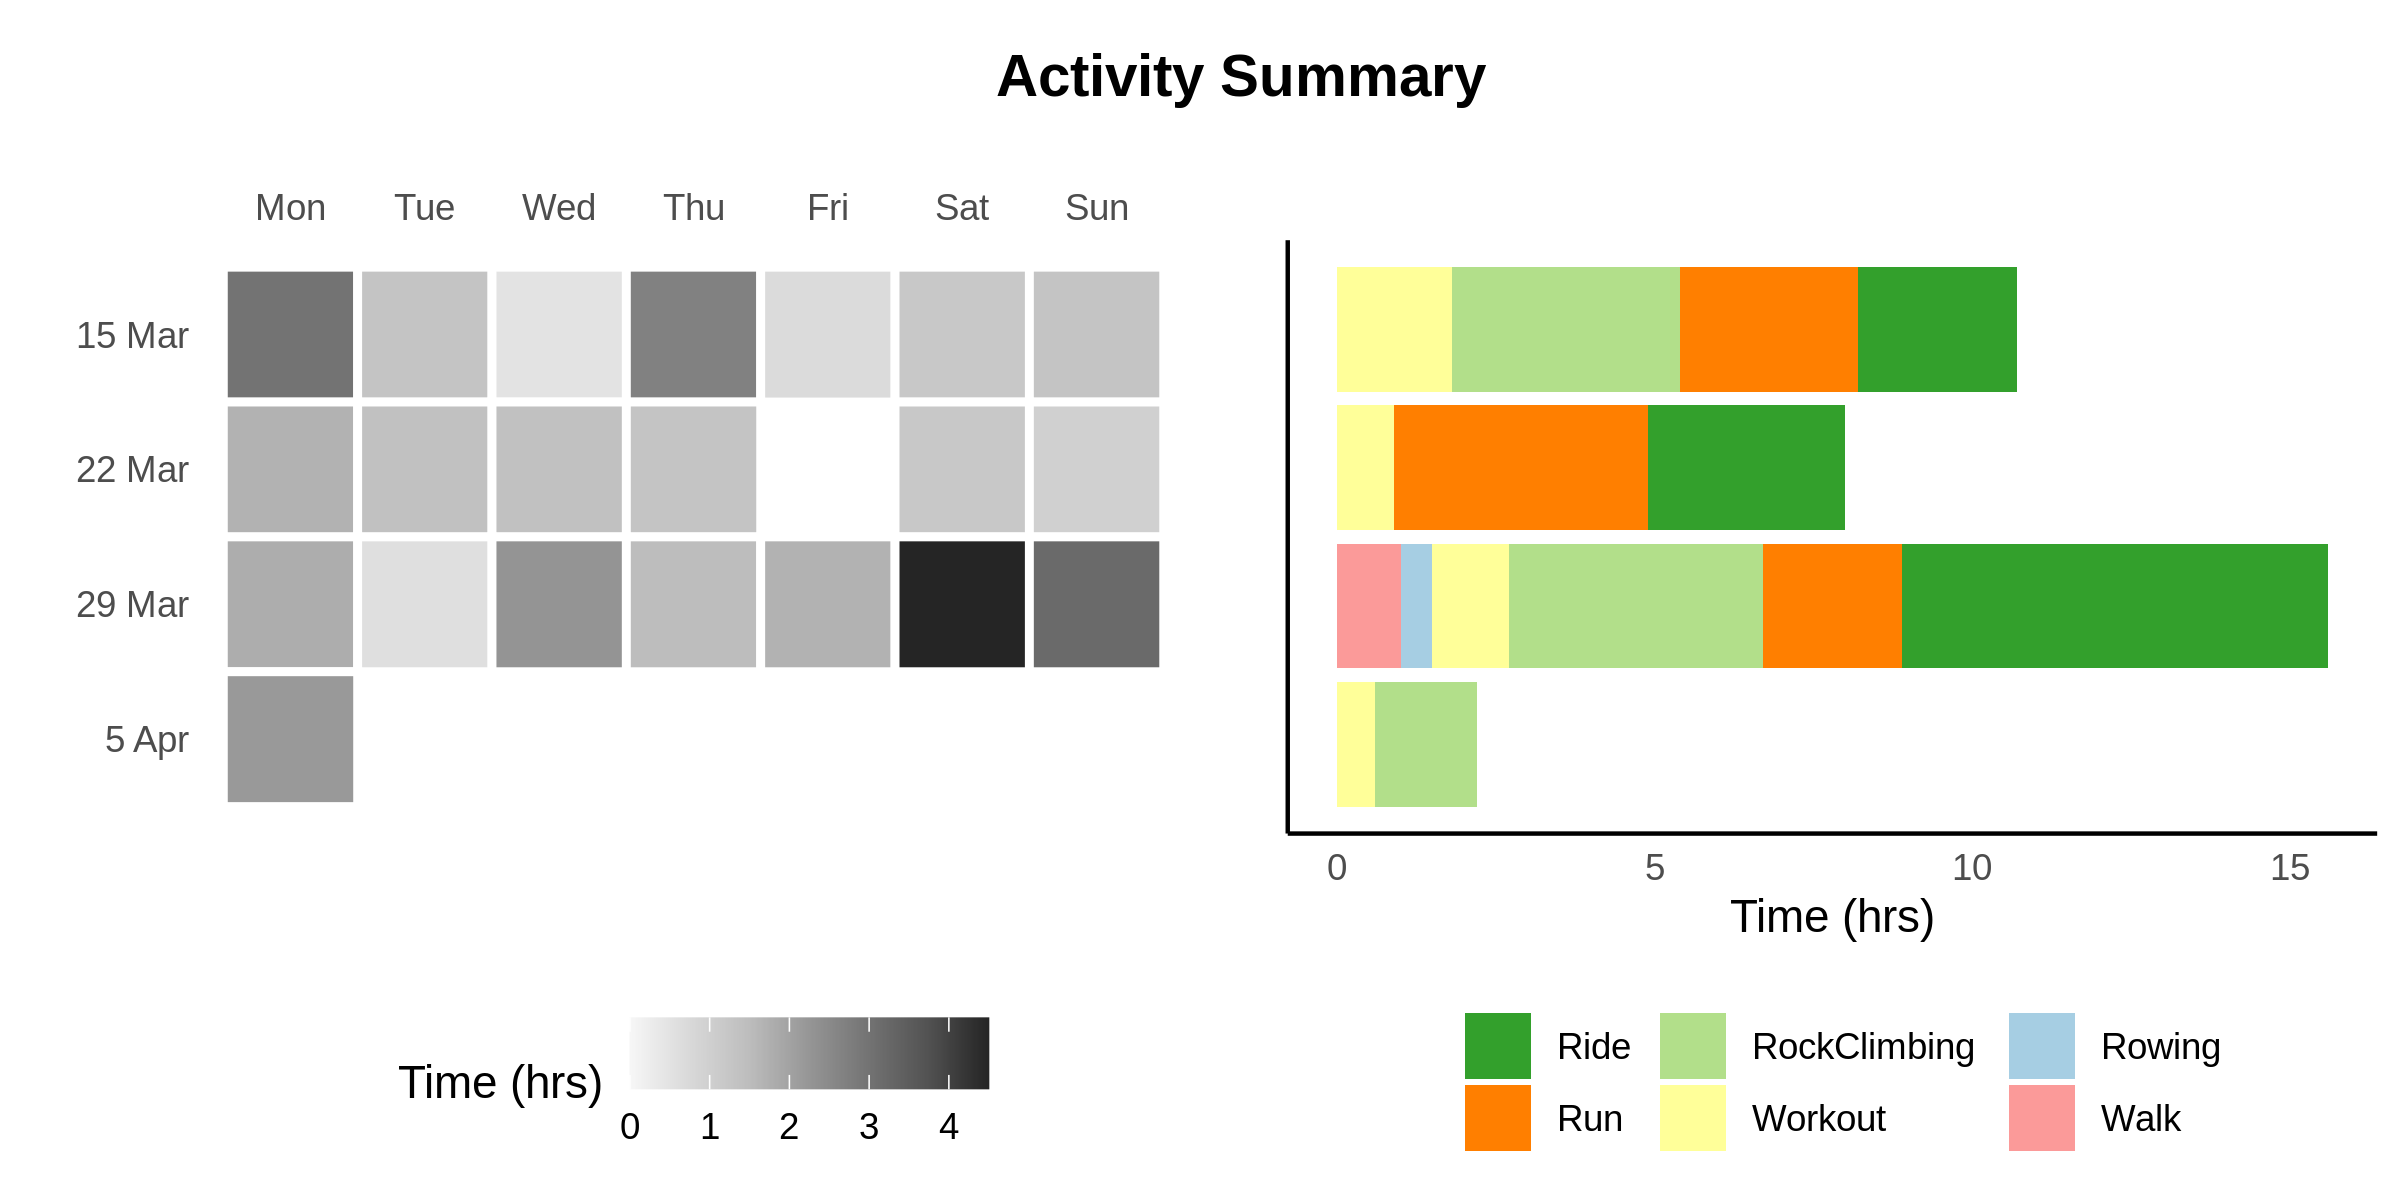 Activity Summary
Mon Tue Wed Thu Fri Sat Sun
15 Mar
22 Mar
29 Mar
5 Apr
0 5 10 15
Time (hrs)
Time (hrs)
0 1 2 3 4
Ride RockClimbing Rowing
Run Workout Walk